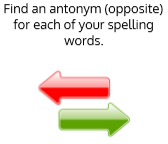 Find an antonym (opposite)
for each of your spelling
words.